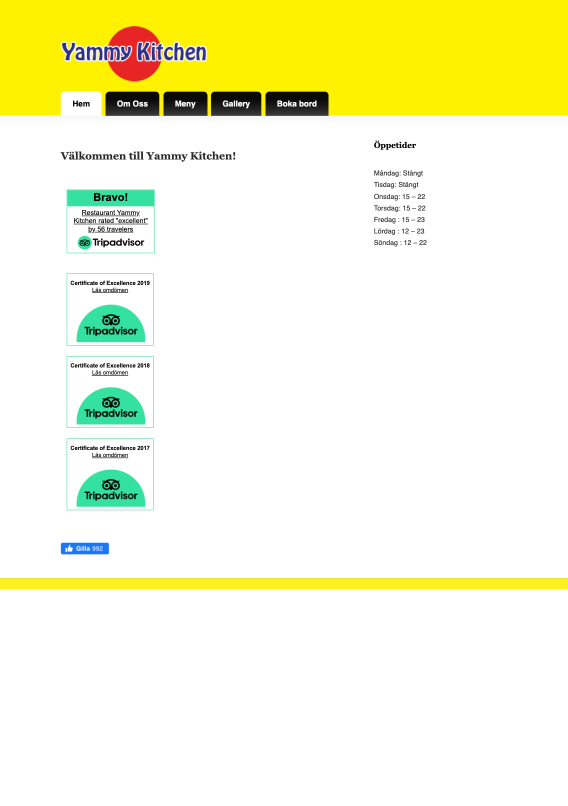 Yammy Kitchen
Hem
Om Oss
Meny
Gallery
Boka bord
Välkommen till Yammy Kitchen!
Bravo!
Restaurant Yammy
Kitchen rated "excellent"
by 56 travelers
Tripadvisor
Certificate of Excellence 2019
Läs omdömen
Tripadvisor
Certificate of Excellence 2018
Läs omdömen
Tripadvisor
Certificate of Excellence 2017
Läs omdömen
Tripadvisor
Gilla 992
Öppetider
Måndag: Stängt
Tisdag: Stängt
Onsdag: 15 – 22
Torsdag: 15 – 22
Fredag : 15 – 23
Lördag : 12 – 23
Söndag : 12 – 22